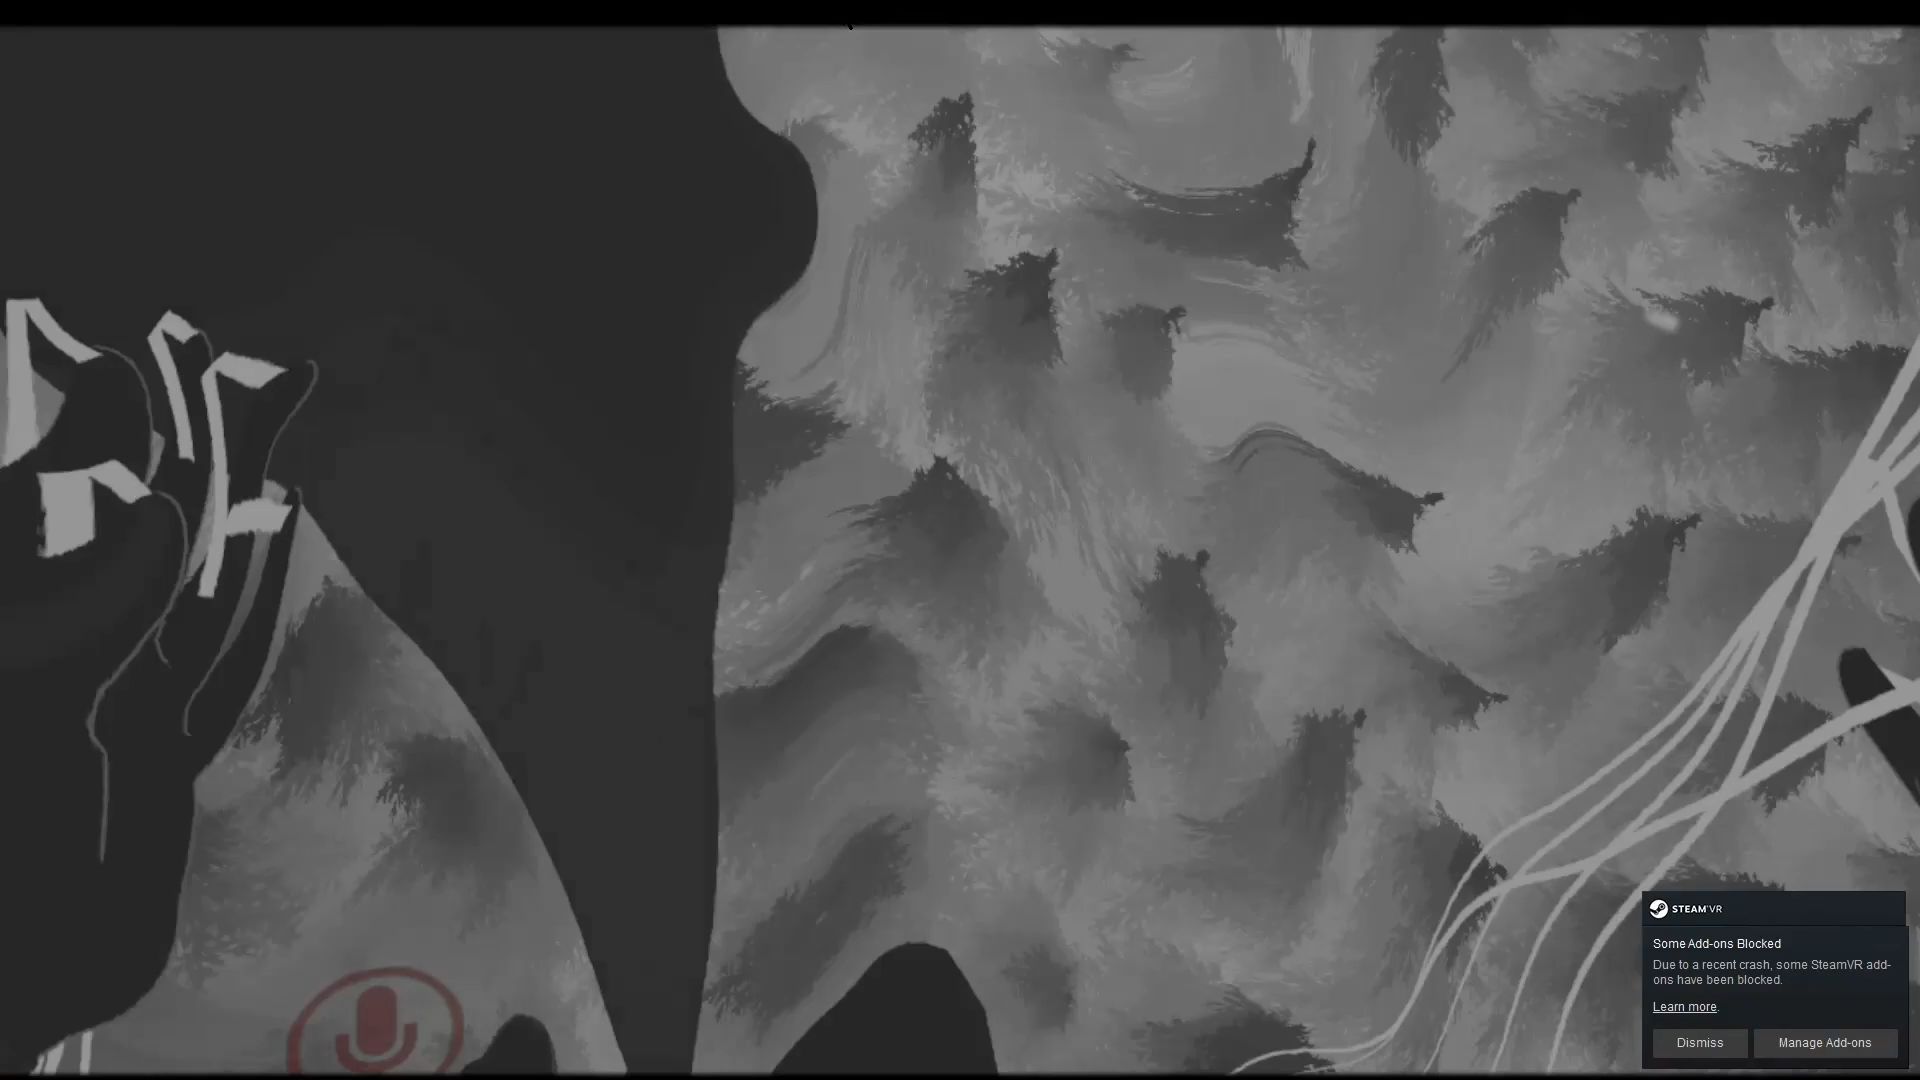 STEAMVR
Some Add-ons Blocked
Due to a recent crash, some SteamVR add-
ons have been blocked.
Learn more.
Dismiss
Manage Add-ons